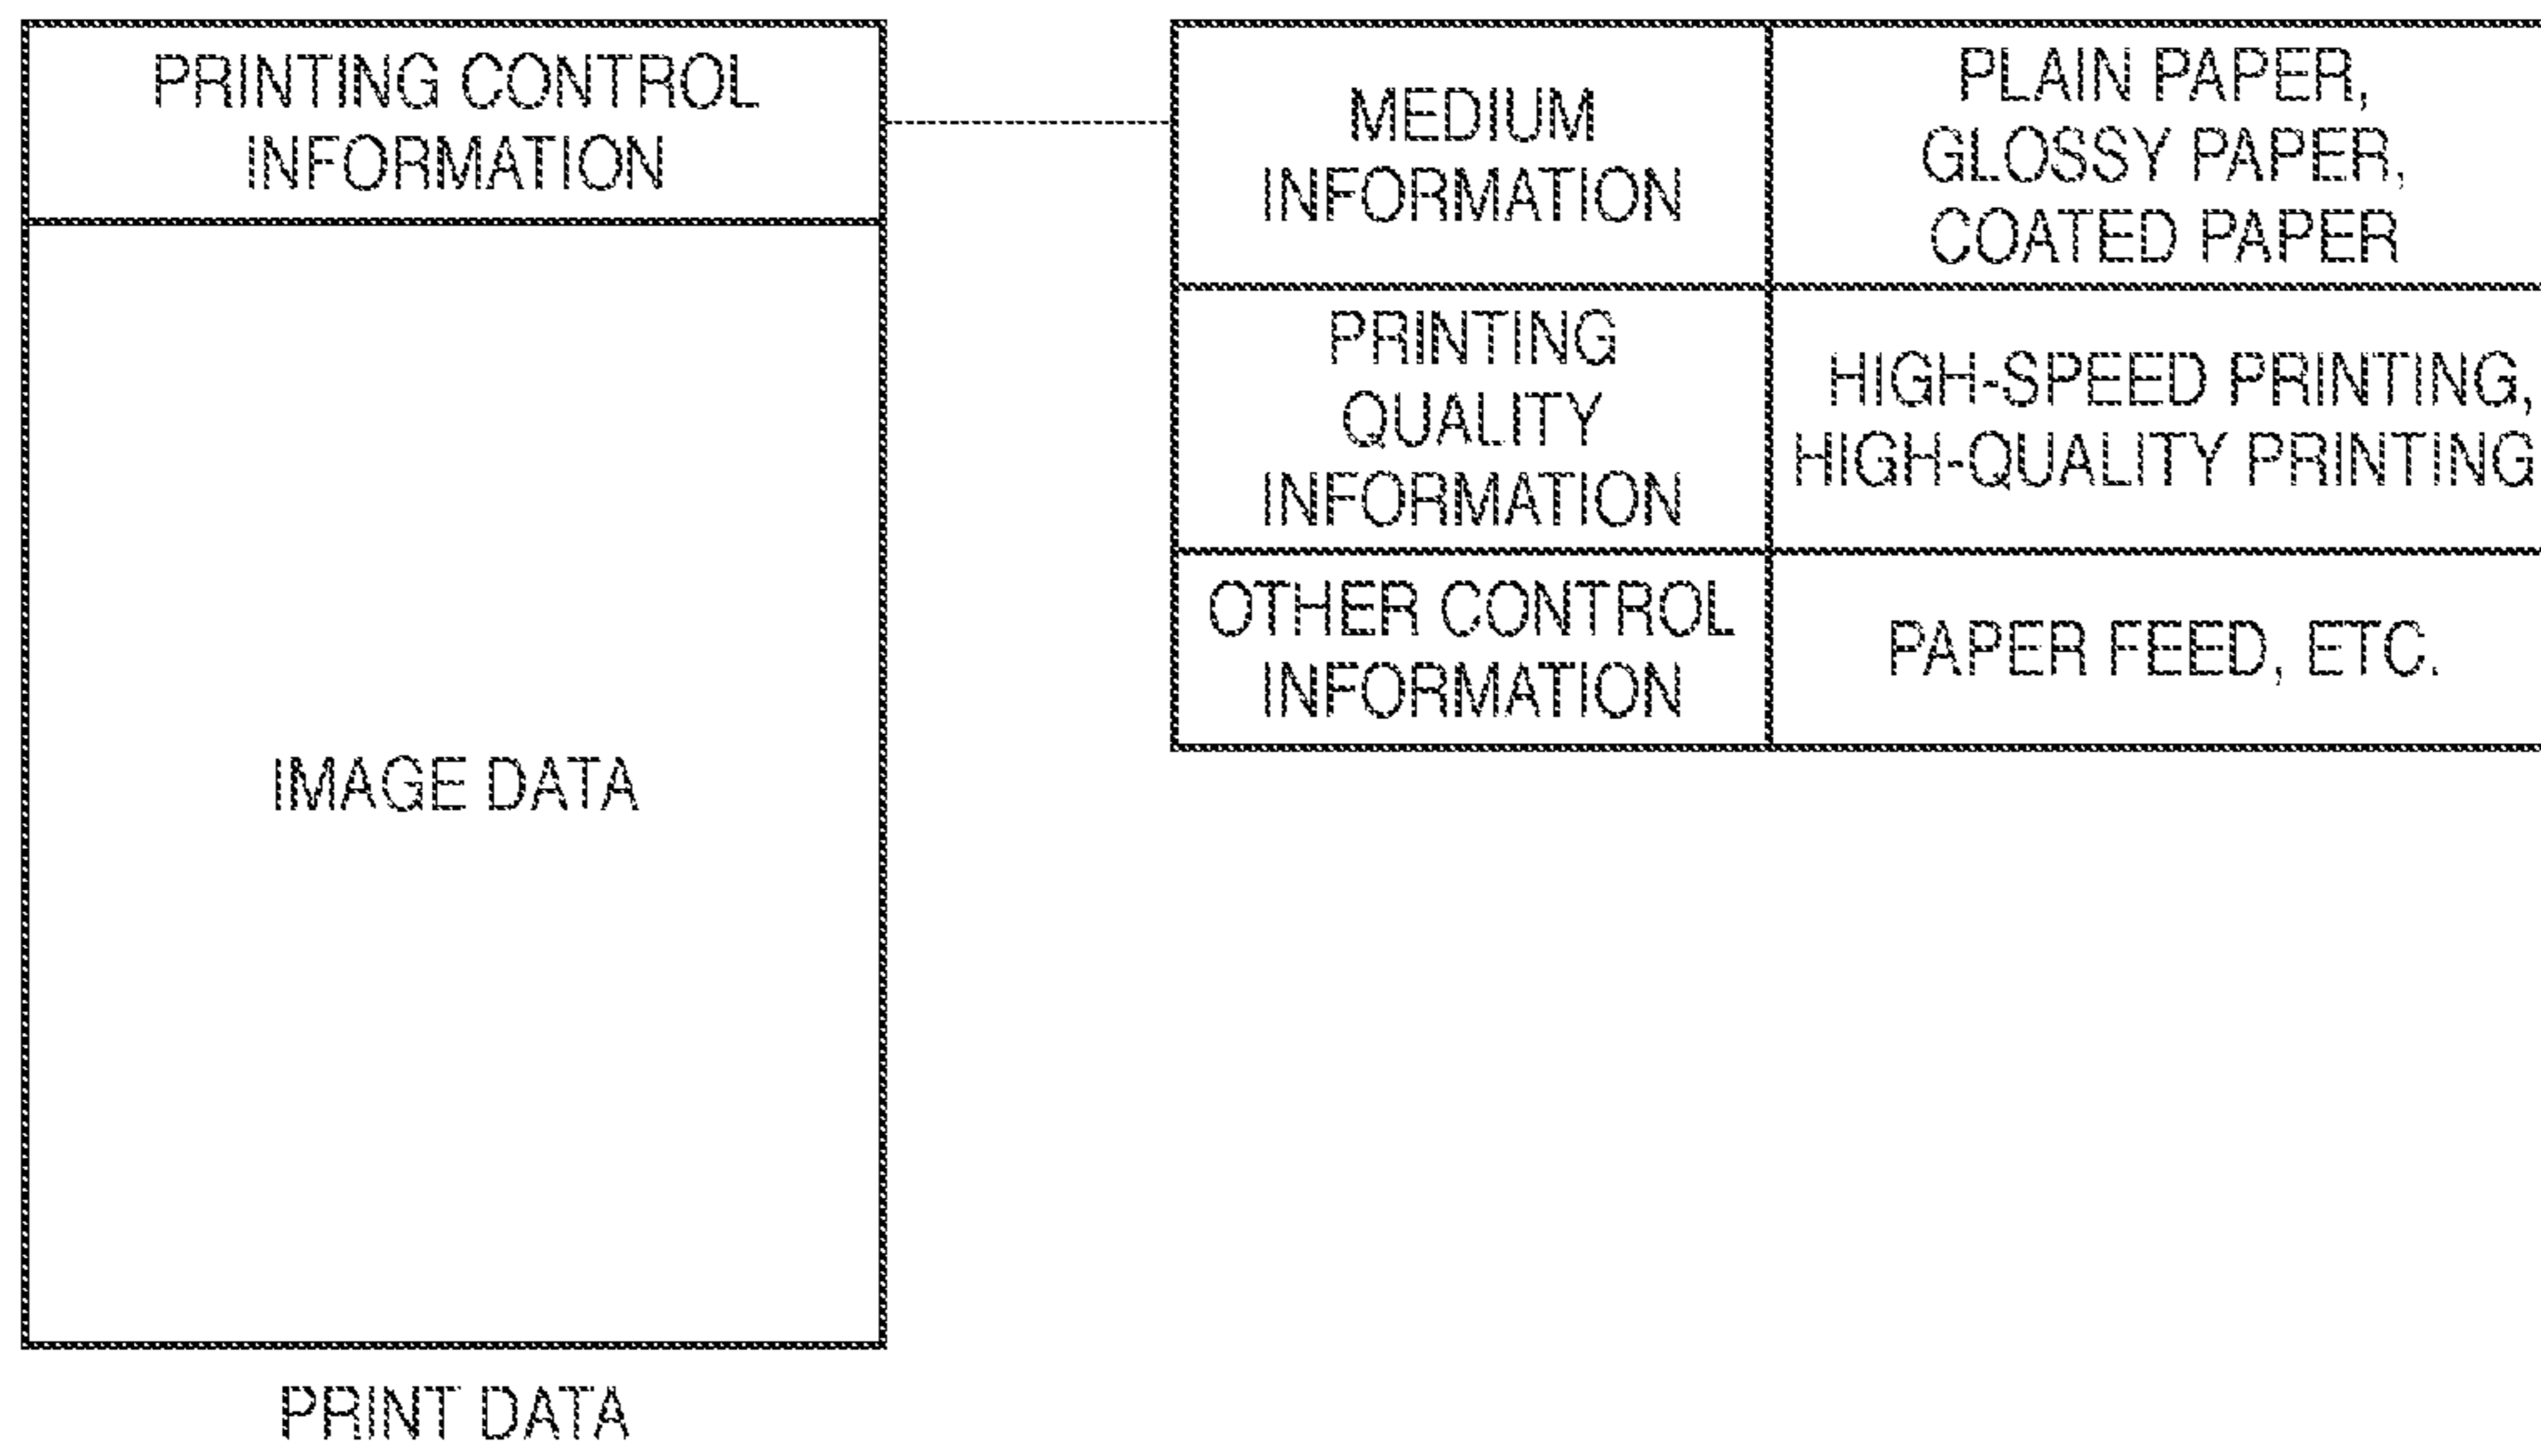 PRINTING CONTROL
INFORMATION
IMAGE DATA
PRINT DATA
MEDIUM
INFORMATION
PLAIN PAPER,
GLOSSY PAPER,
COATED PAPER
PRINTING
QUALITY
INFORMATION
HIGH-SPEED PRINTING,
HIGH-QUALITY PRINTING
OTHER CONTROL
INFORMATION
PAPER FEED, ETC.